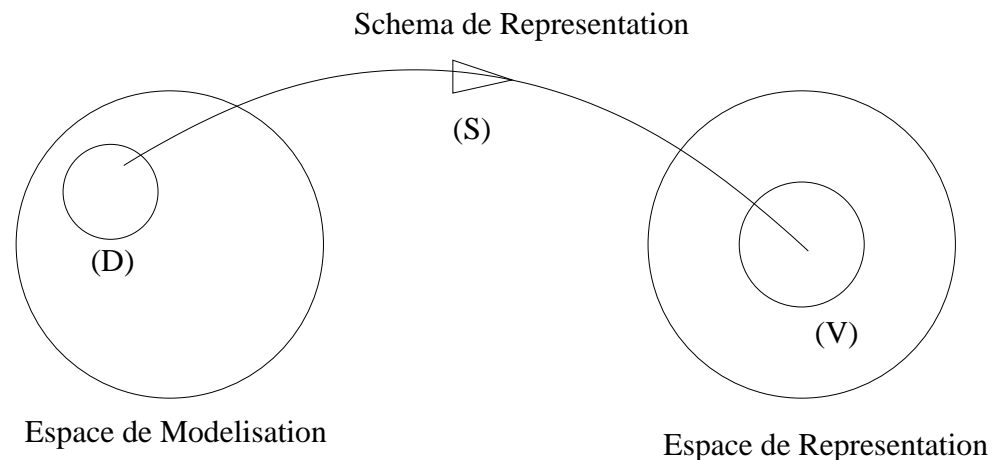 Schema de Representation
(S)
(D)
(V)
Espace de Modelisation
Espace de Representation